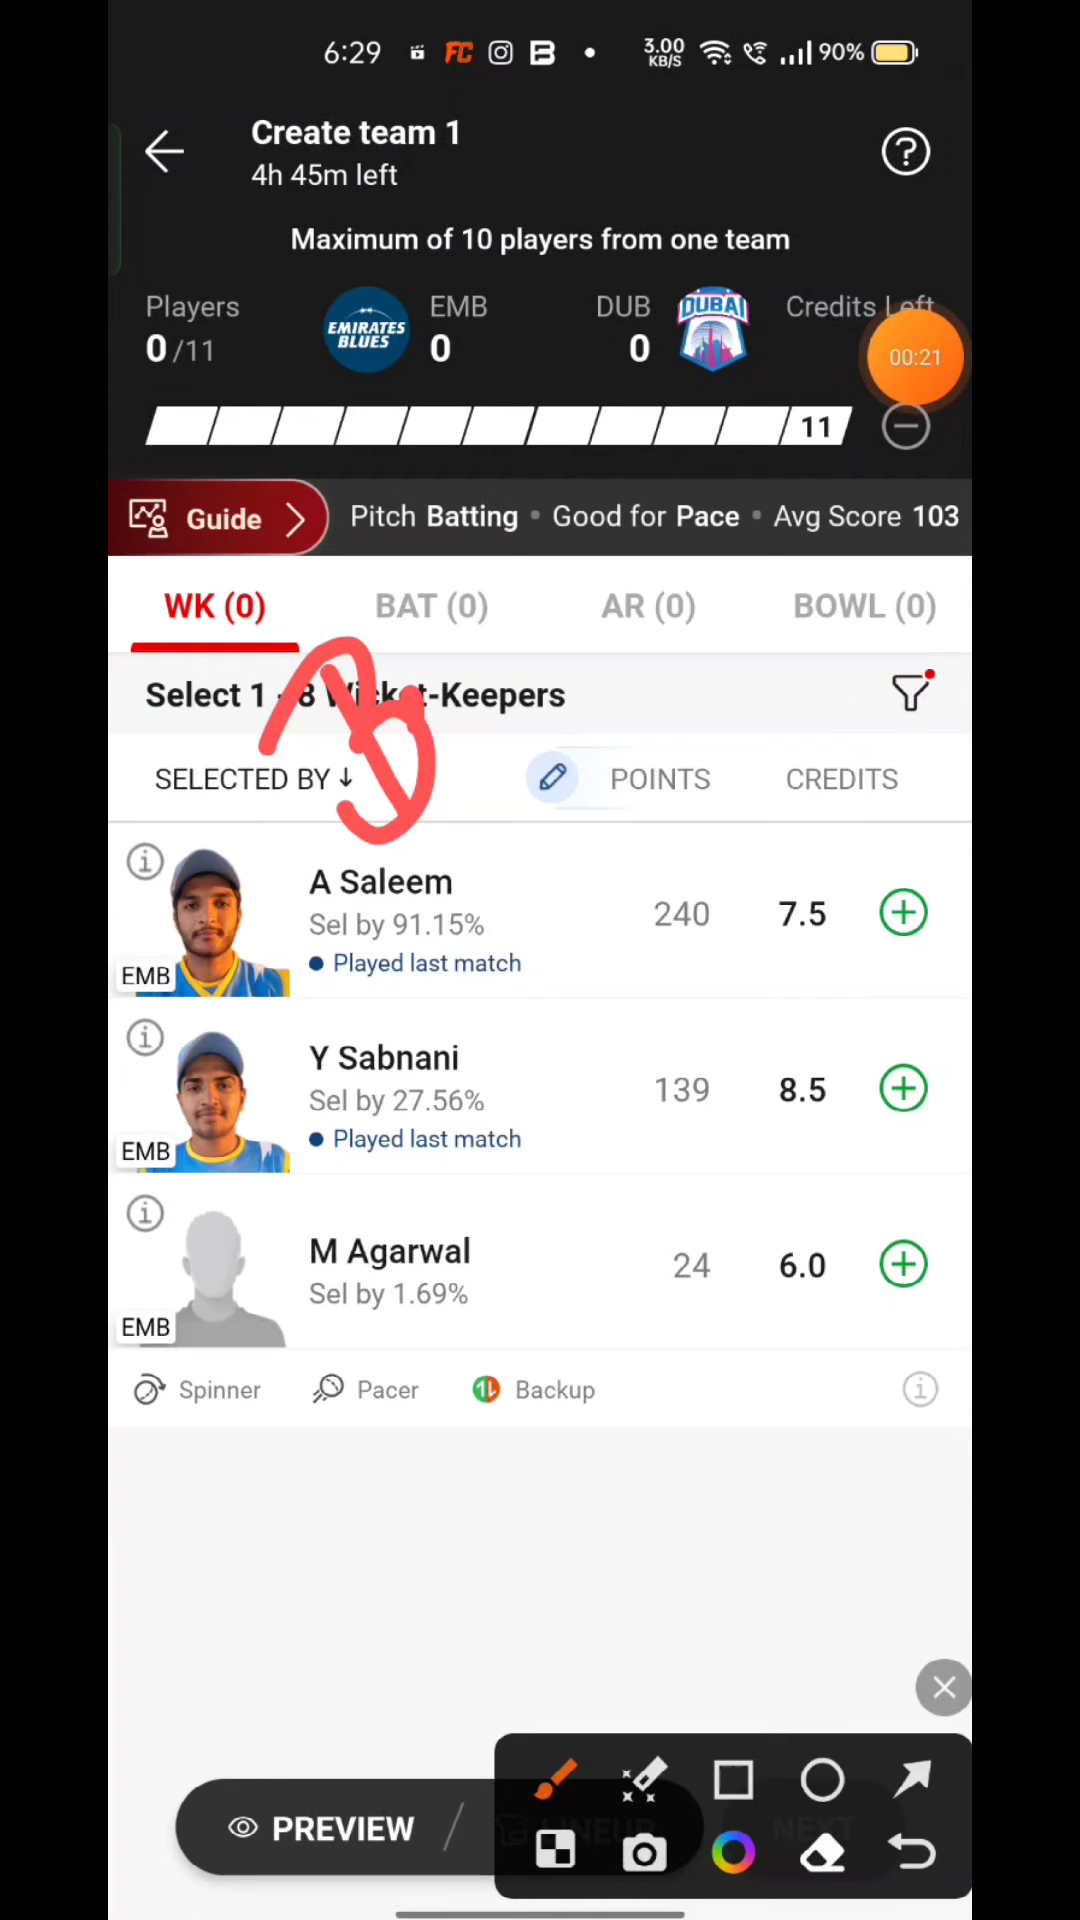 6:29 FC 3.00 KB/S 90%
Create team 1
4h 45m left
Maximum of 10 players from one team
Players EMB DUB Credits Left
0/11 EMIRATES BLUES 0 0 DUBAI 00:21
11
Guide Pitch Batting • Good for Pace • Avg Score 103
WK (0) BAT (0) AR (0) BOWL (0)
Select 1 - 8 Wicket-Keepers
SELECTED BY ↓ POINTS CREDITS
A Saleem
Sel by 91.15% 240 7.5
EMB Played last match
Y Sabnani
Sel by 27.56% 139 8.5
EMB Played last match
M Agarwal
Sel by 1.69% 24 6.0
EMB
Spinner Pacer Backup
PREVIEW / LINEUP NEXT